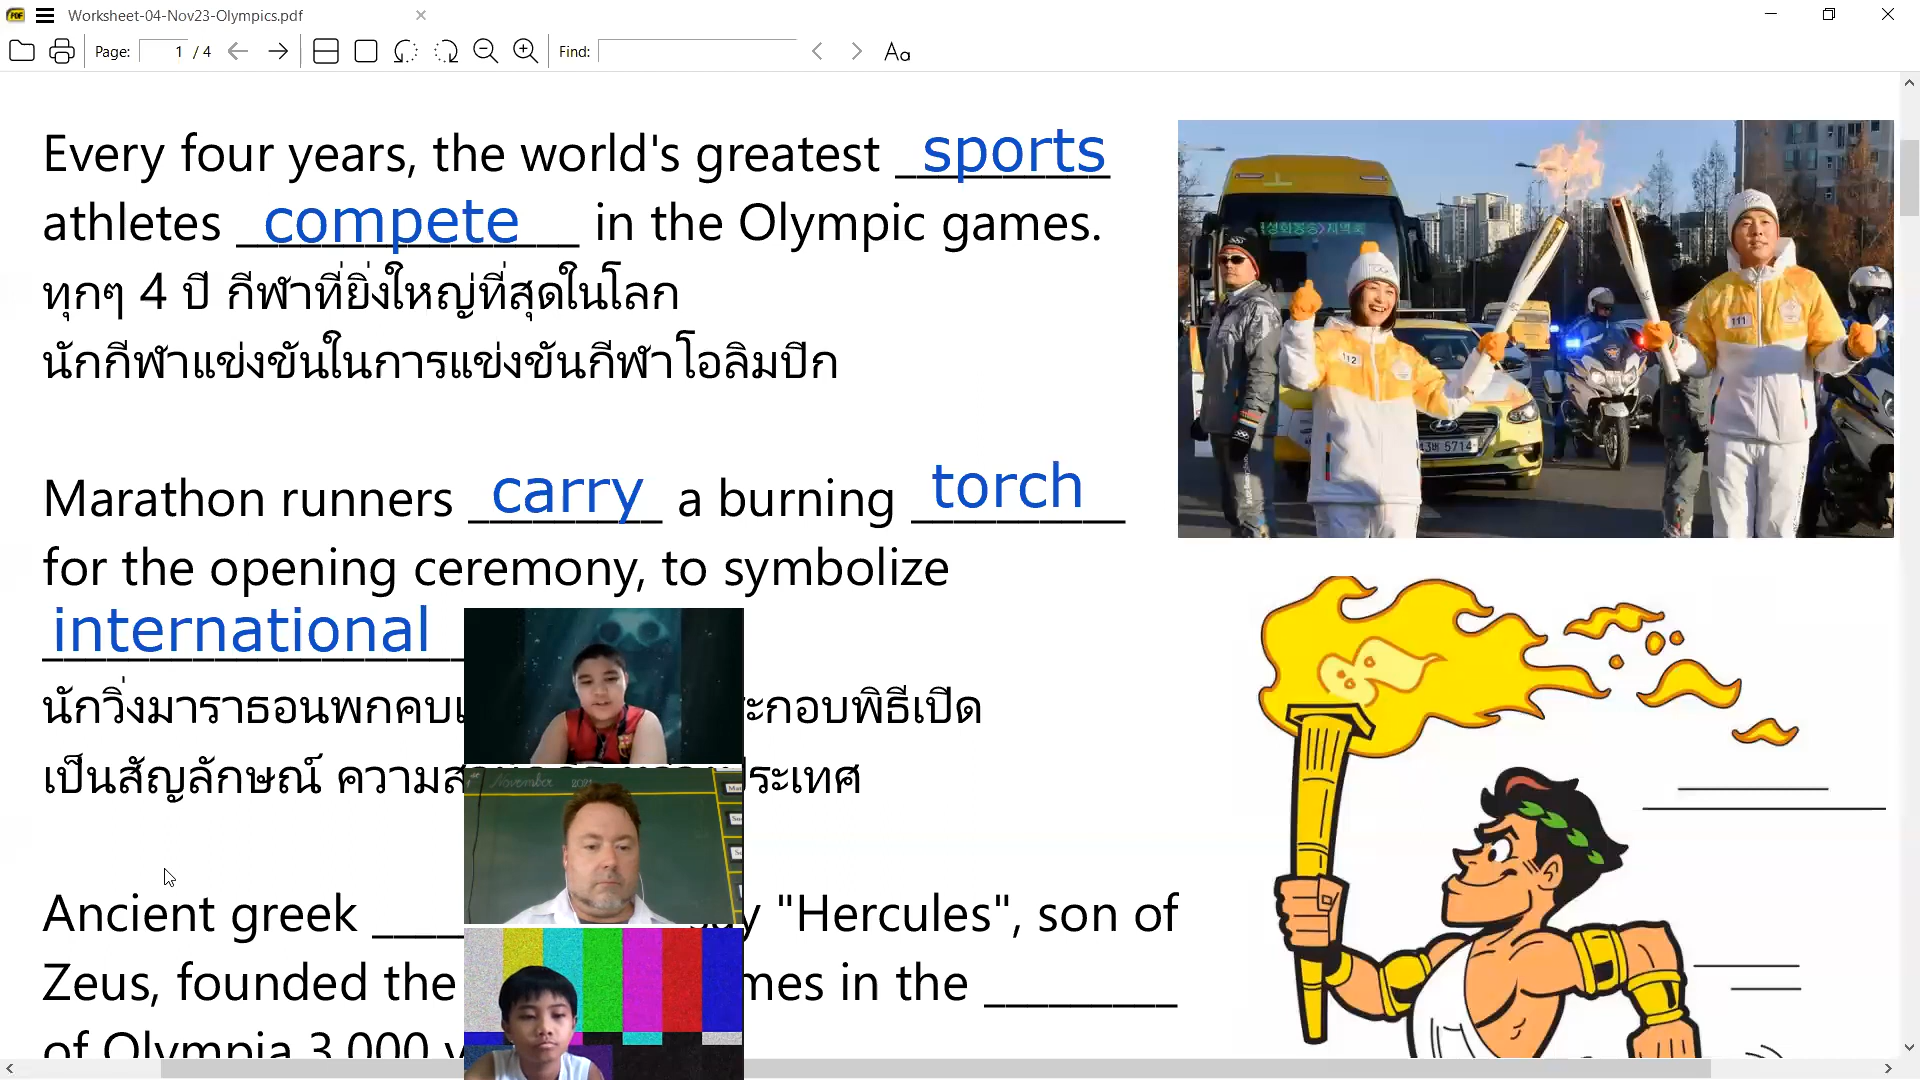 Worksheet-04-Nov23-Olympics.pdf
Page: 1 / 4 Find: Aa
Every four years, the world's greatest sports
athletes compete in the Olympic games.
ทุกๆ 4 ปี กีฬาที่ยิ่งใหญ่ที่สุดในโลก
นักกีฬาแข่งขันในการแข่งขันกีฬาโอลิมปิก
112
111
Marathon runners carry a burning torch
for the opening ceremony, to symbolize
international
นักวิ่งมาราธอนพกคบ ะกอบพิธีเปิด
เป็นสัญลักษณ์ ความส ประเทศ
November
Ancient greek "Hercules", son of
Zeus, founded the mes in the
of Olympia 3,000